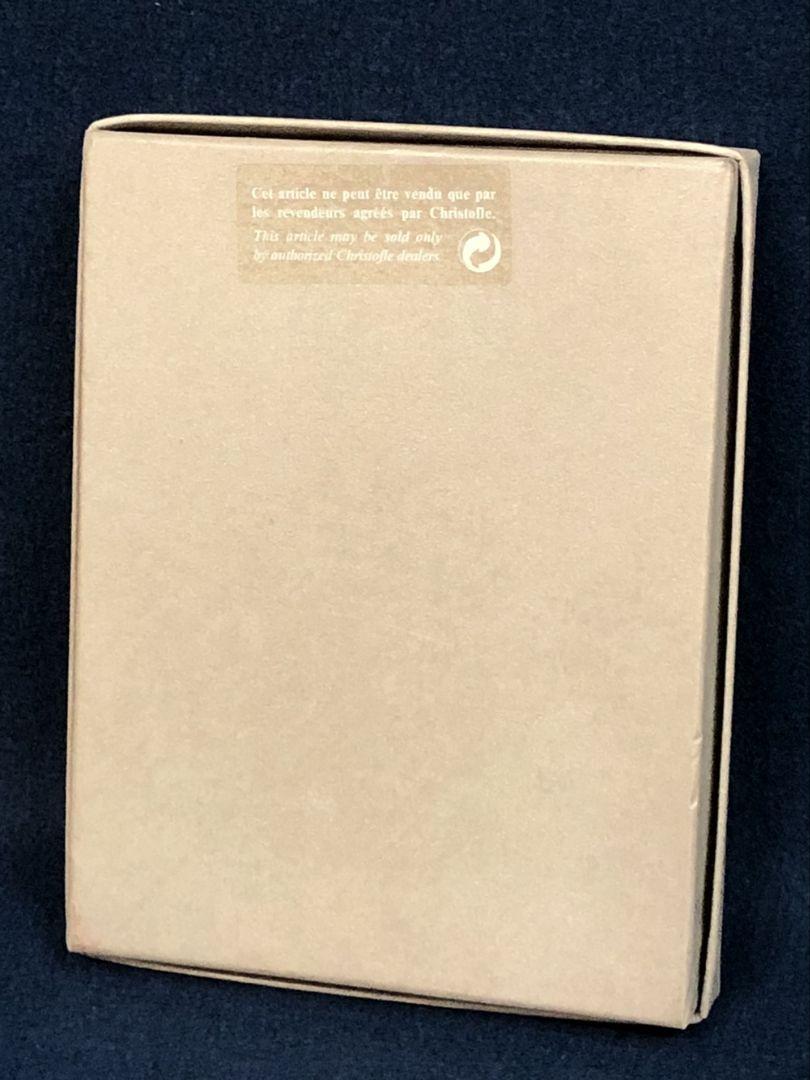 Cet article ne peut être vendu que par
les revendeurs agréés par Christofle.
This article may be sold only
by authorized Christofle dealers.